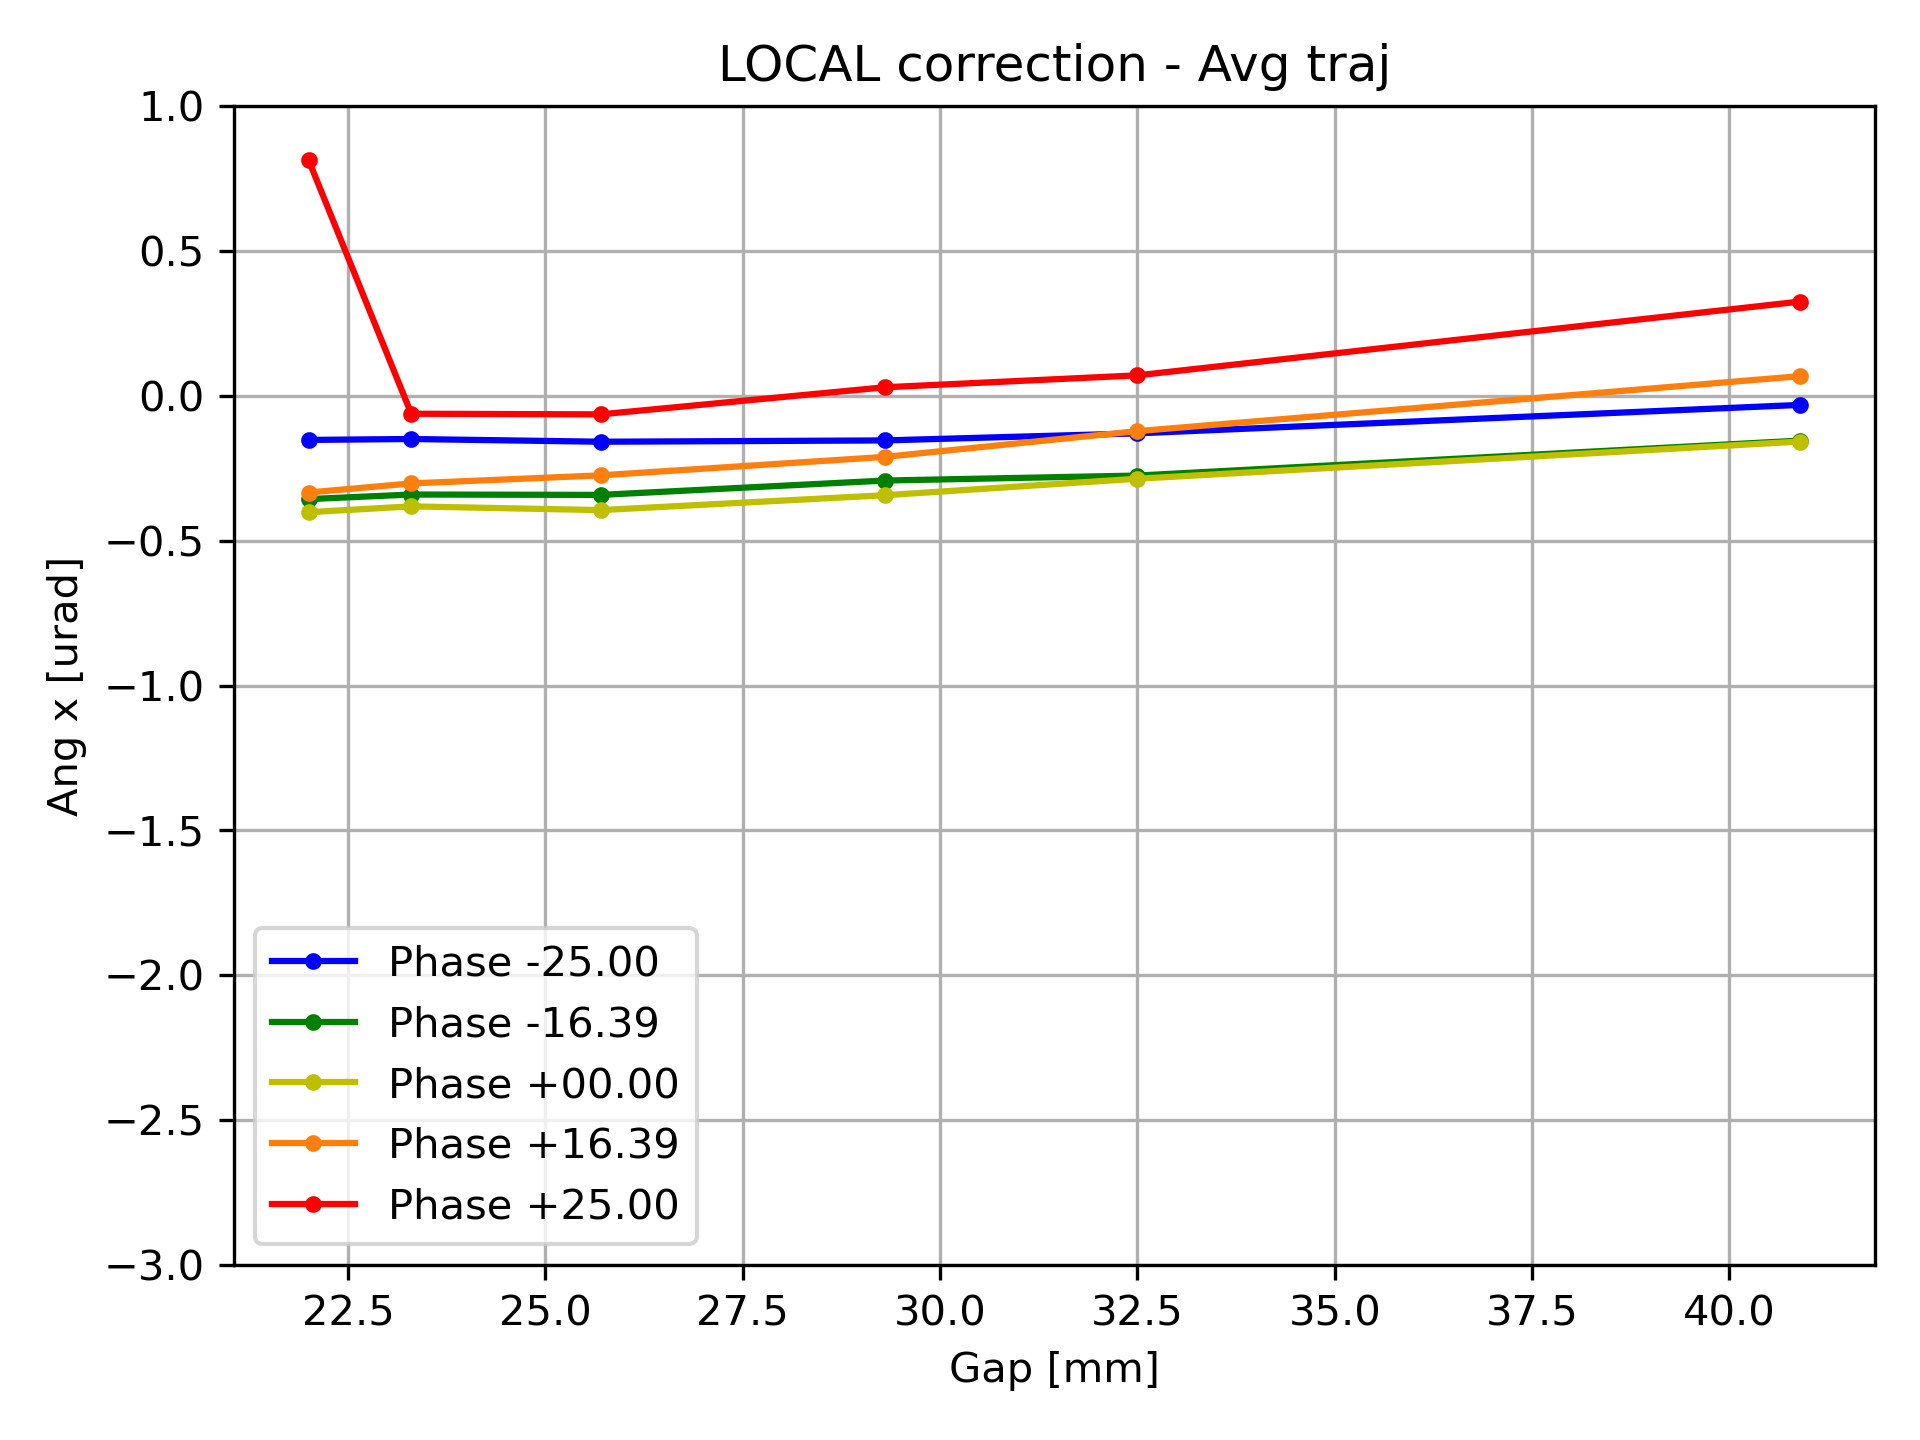 LOCAL correction - Avg traj
1.0
0.5
0.0
−0.5
−1.0
−1.5
−2.0
−2.5
−3.0
Ang x [urad]
Phase -25.00
Phase -16.39
Phase +00.00
Phase +16.39
Phase +25.00
22.5 25.0 27.5 30.0 32.5 35.0 37.5 40.0
Gap [mm]